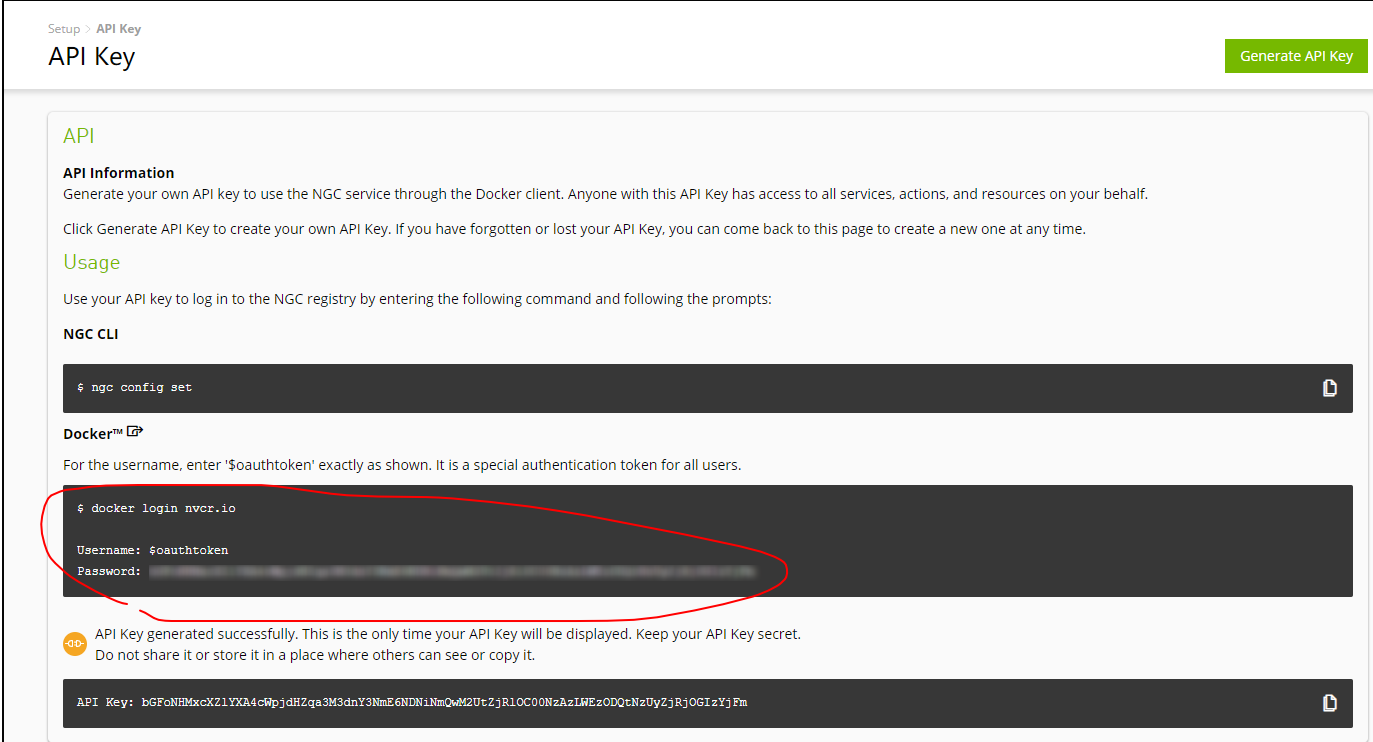 Setup > API Key
API Key
Generate API Key
API
API Information
Generate your own API key to use the NGC service through the Docker client. Anyone with this API Key has access to all services, actions, and resources on your behalf.
Click Generate API Key to create your own API Key. If you have forgotten or lost your API Key, you can come back to this page to create a new one at any time.
Usage
Use your API key to log in to the NGC registry by entering the following command and following the prompts:
NGC CLI
$ ngc config set
Docker™
For the username, enter '$oauthtoken' exactly as shown. It is a special authentication token for all users.
$ docker login nvcr.io
Username: $oauthtoken
Password:
API Key generated successfully. This is the only time your API Key will be displayed. Keep your API Key secret.
Do not share it or store it in a place where others can see or copy it.
API Key: bGFoNHMxcXZlYXA4cWpjdHZqa3M3dnY3NmE6NDNiNmQwM2UtZjRlOC00NzAzLWEzODQtNzUyZjRjOGIzYjFm